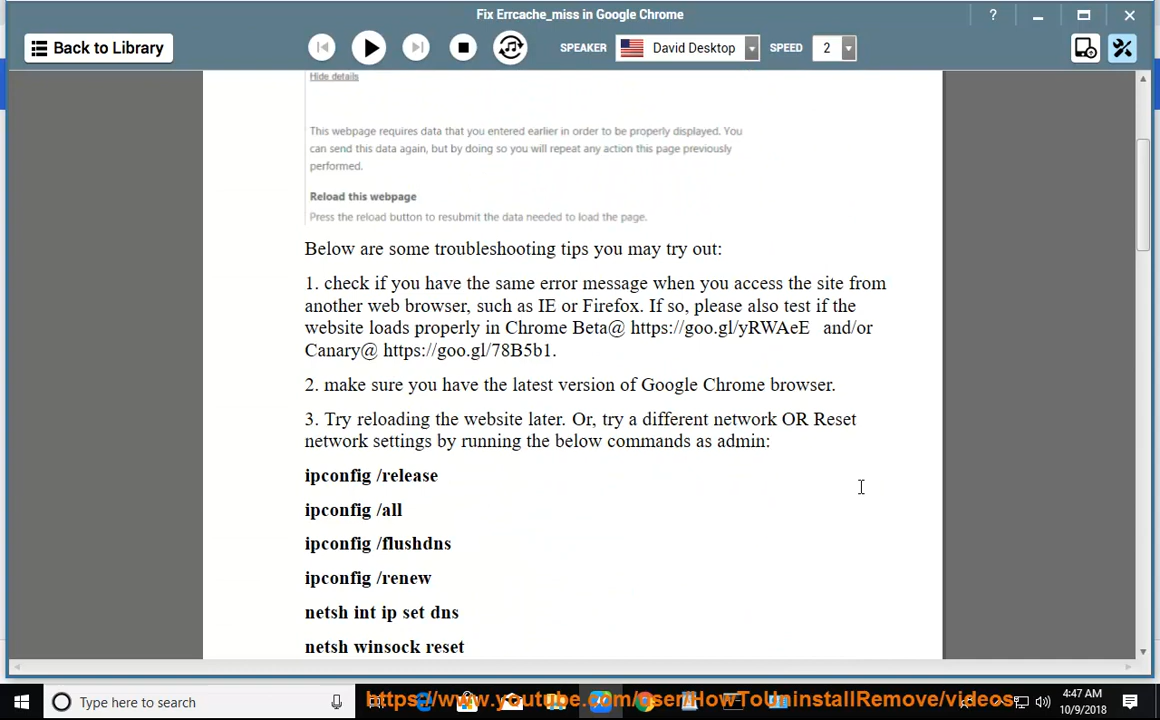 Fix Errcache_miss in Google Chrome
?
Back to Library
SPEAKER
David Desktop
SPEED
2
Hide details
This webpage requires data that you entered earlier in order to be properly displayed. You
can send this data again, but by doing so you will repeat any action this page previously
performed.
Reload this webpage
Press the reload button to resubmit the data needed to load the page.
Below are some troubleshooting tips you may try out:
1. check if you have the same error message when you access the site from
another web browser, such as IE or Firefox. If so, please also test if the
website loads properly in Chrome Beta@ https://goo.gl/yRWAeE and/or
Canary@ https://goo.gl/78B5b1.
2. make sure you have the latest version of Google Chrome browser.
3. Try reloading the website later. Or, try a different network OR Reset
network settings by running the below commands as admin:
ipconfig /release
ipconfig /all
ipconfig /flushdns
ipconfig /renew
netsh int ip set dns
netsh winsock reset
Type here to search
https://www.youtube.com/user/HowToUninstallRemove/videos
4:47 AM
10/9/2018